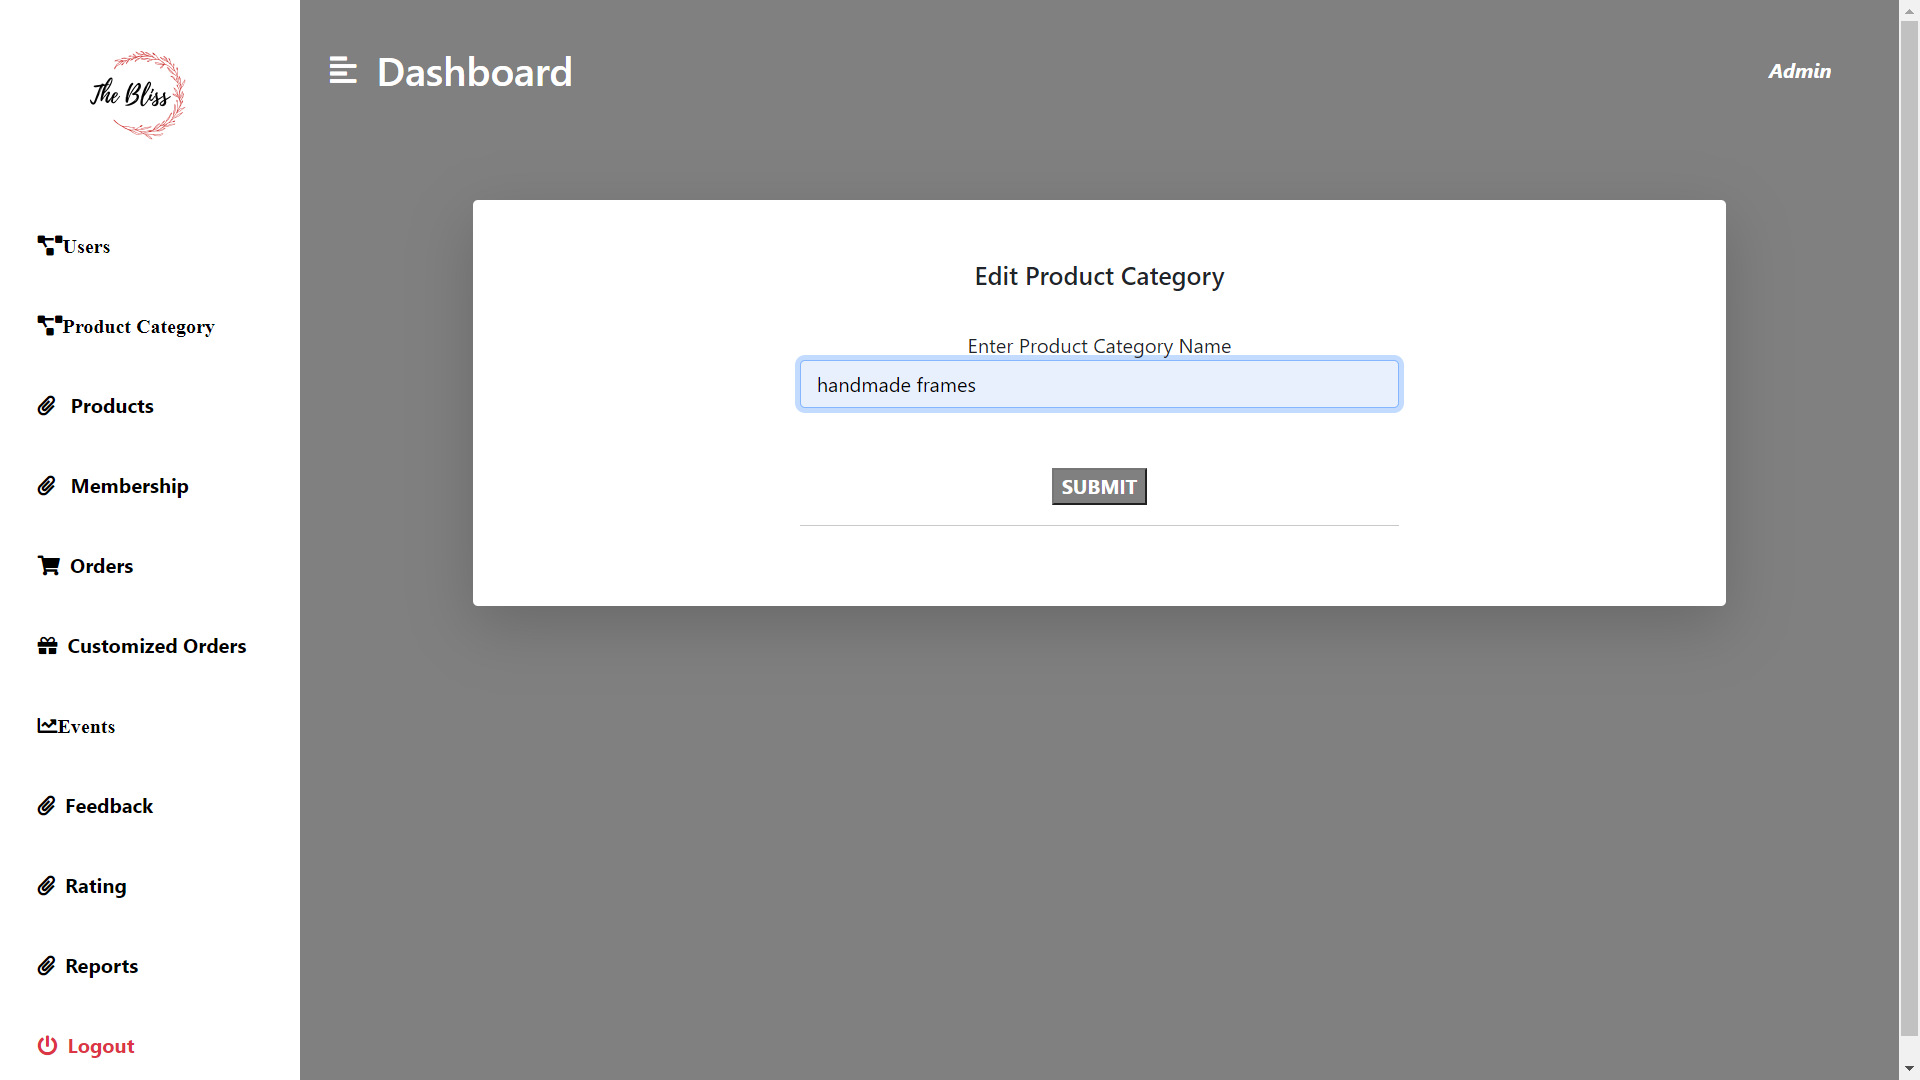 The Bliss
Users
Product Category
Products
Membership
Orders
Customized Orders
Events
Feedback
Rating
Reports
Logout
Dashboard
Admin
Edit Product Category
Enter Product Category Name
handmade frames
SUBMIT